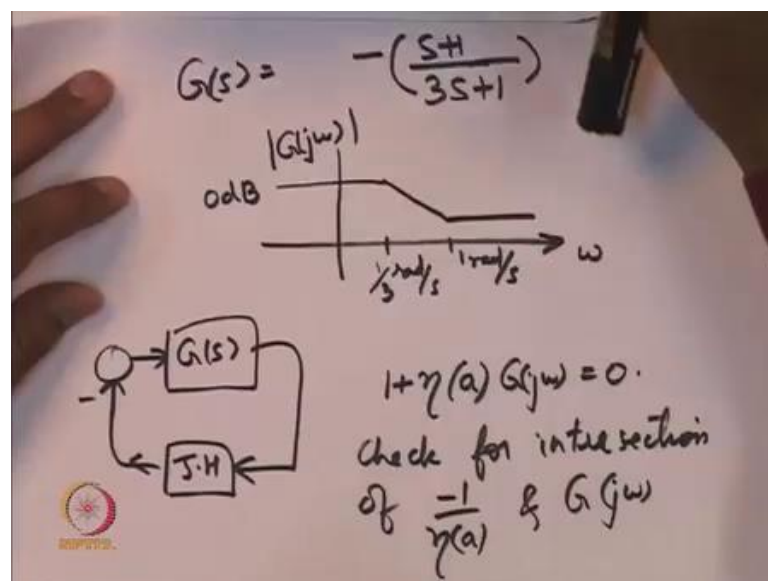 G(s) = -(s+1 / 3s+1)
|G(jω)|
0dB
1/3 rad/s 1 rad/s ω
G(s)
-
J.H
1+η(a) G(jω) = 0.
Check for intersection
of -1/η(a) & G(jω)
NPTEL